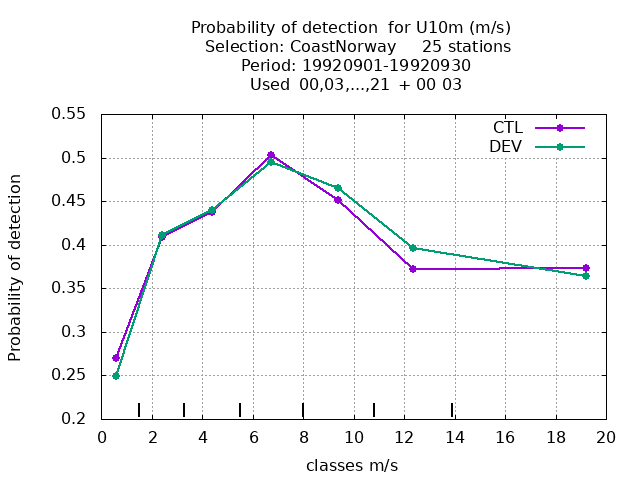 Probability of detection  for U10m (m/s)
Selection: CoastNorway     25 stations
Period: 19920901-19920930
Used  00,03,...,21  + 00 03
0.55
0.5
0.45
0.4
0.35
0.3
0.25
0.2
Probability of detection
CTL
DEV
0 2 4 6 8 10 12 14 16 18 20
classes m/s